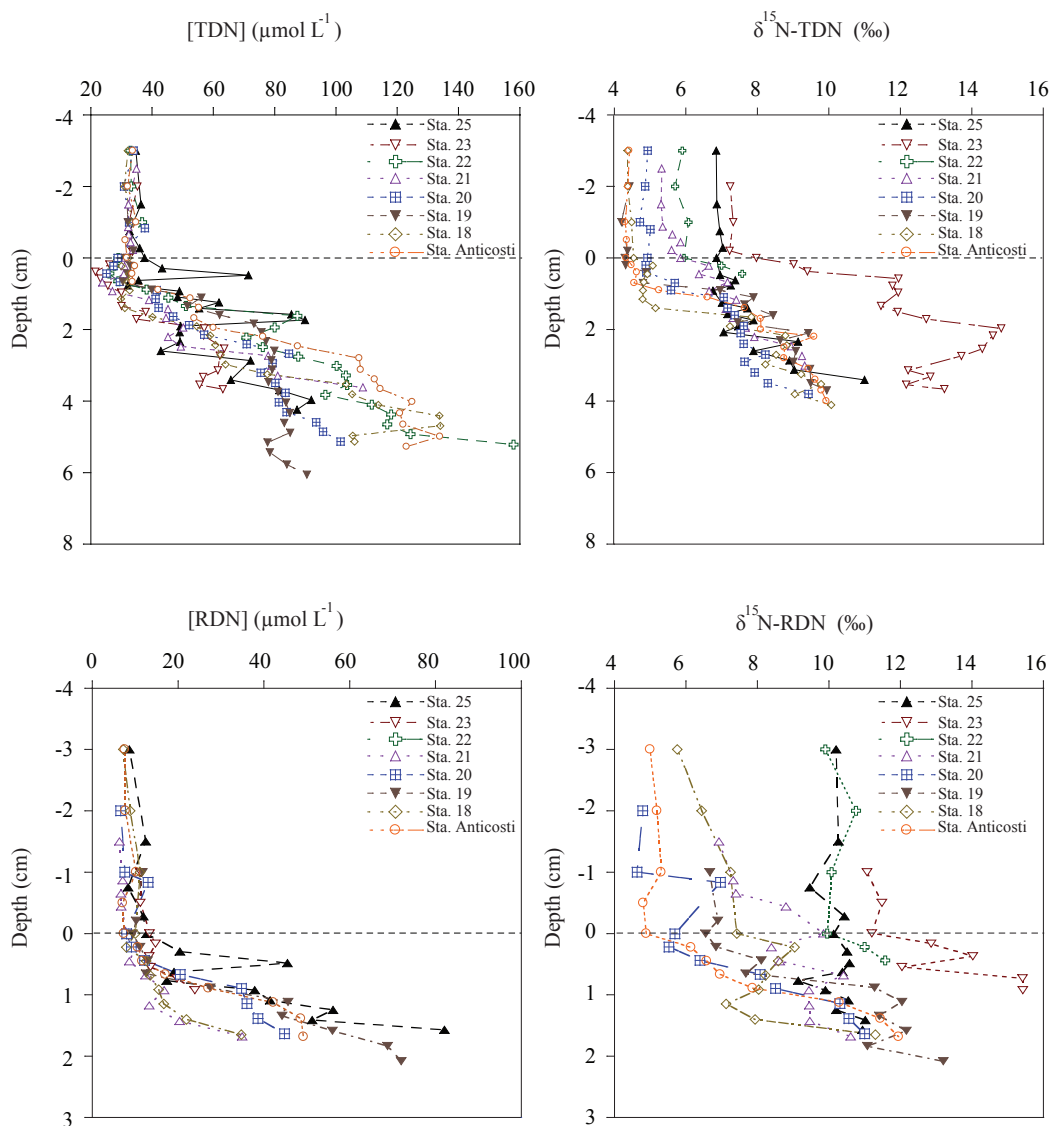 [TDN] (µmol L-1)
20 40 60 80 100 120 140 160
Depth (cm)
-4
-2
0
2
4
6
8
Sta. 25
Sta. 23
Sta. 22
Sta. 21
Sta. 20
Sta. 19
Sta. 18
Sta. Anticosti
δ15N-TDN (‰)
4 6 8 10 12 14 16
Depth (cm)
-4
-2
0
2
4
6
8
Sta. 25
Sta. 23
Sta. 22
Sta. 21
Sta. 20
Sta. 19
Sta. 18
Sta. Anticosti
[RDN] (µmol L-1)
0 20 40 60 80 100
Depth (cm)
-4
-3
-2
-1
0
1
2
3
Sta. 25
Sta. 23
Sta. 22
Sta. 21
Sta. 20
Sta. 19
Sta. 18
Sta. Anticosti
δ15N-RDN (‰)
4 6 8 10 12 14 16
Depth (cm)
-4
-3
-2
-1
0
1
2
3
Sta. 25
Sta. 23
Sta. 22
Sta. 21
Sta. 20
Sta. 19
Sta. 18
Sta. Anticosti